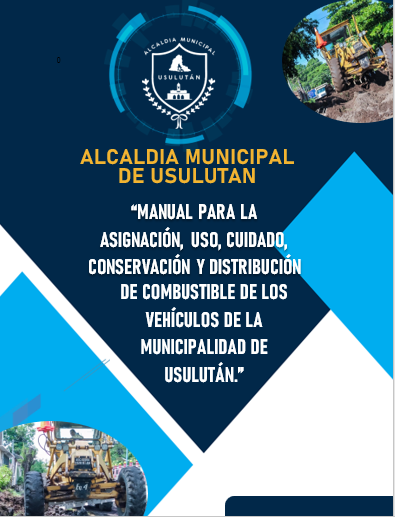 ALCALDIA MUNICIPAL
USULUTÁN
ALCALDIA MUNICIPAL
DE USULUTAN
“MANUAL PARA LA
ASIGNACIÓN, USO, CUIDADO,
CONSERVACIÓN Y DISTRIBUCIÓN
DE COMBUSTIBLE DE LOS
VEHÍCULOS DE LA
MUNICIPALIDAD DE
USULUTÁN.”